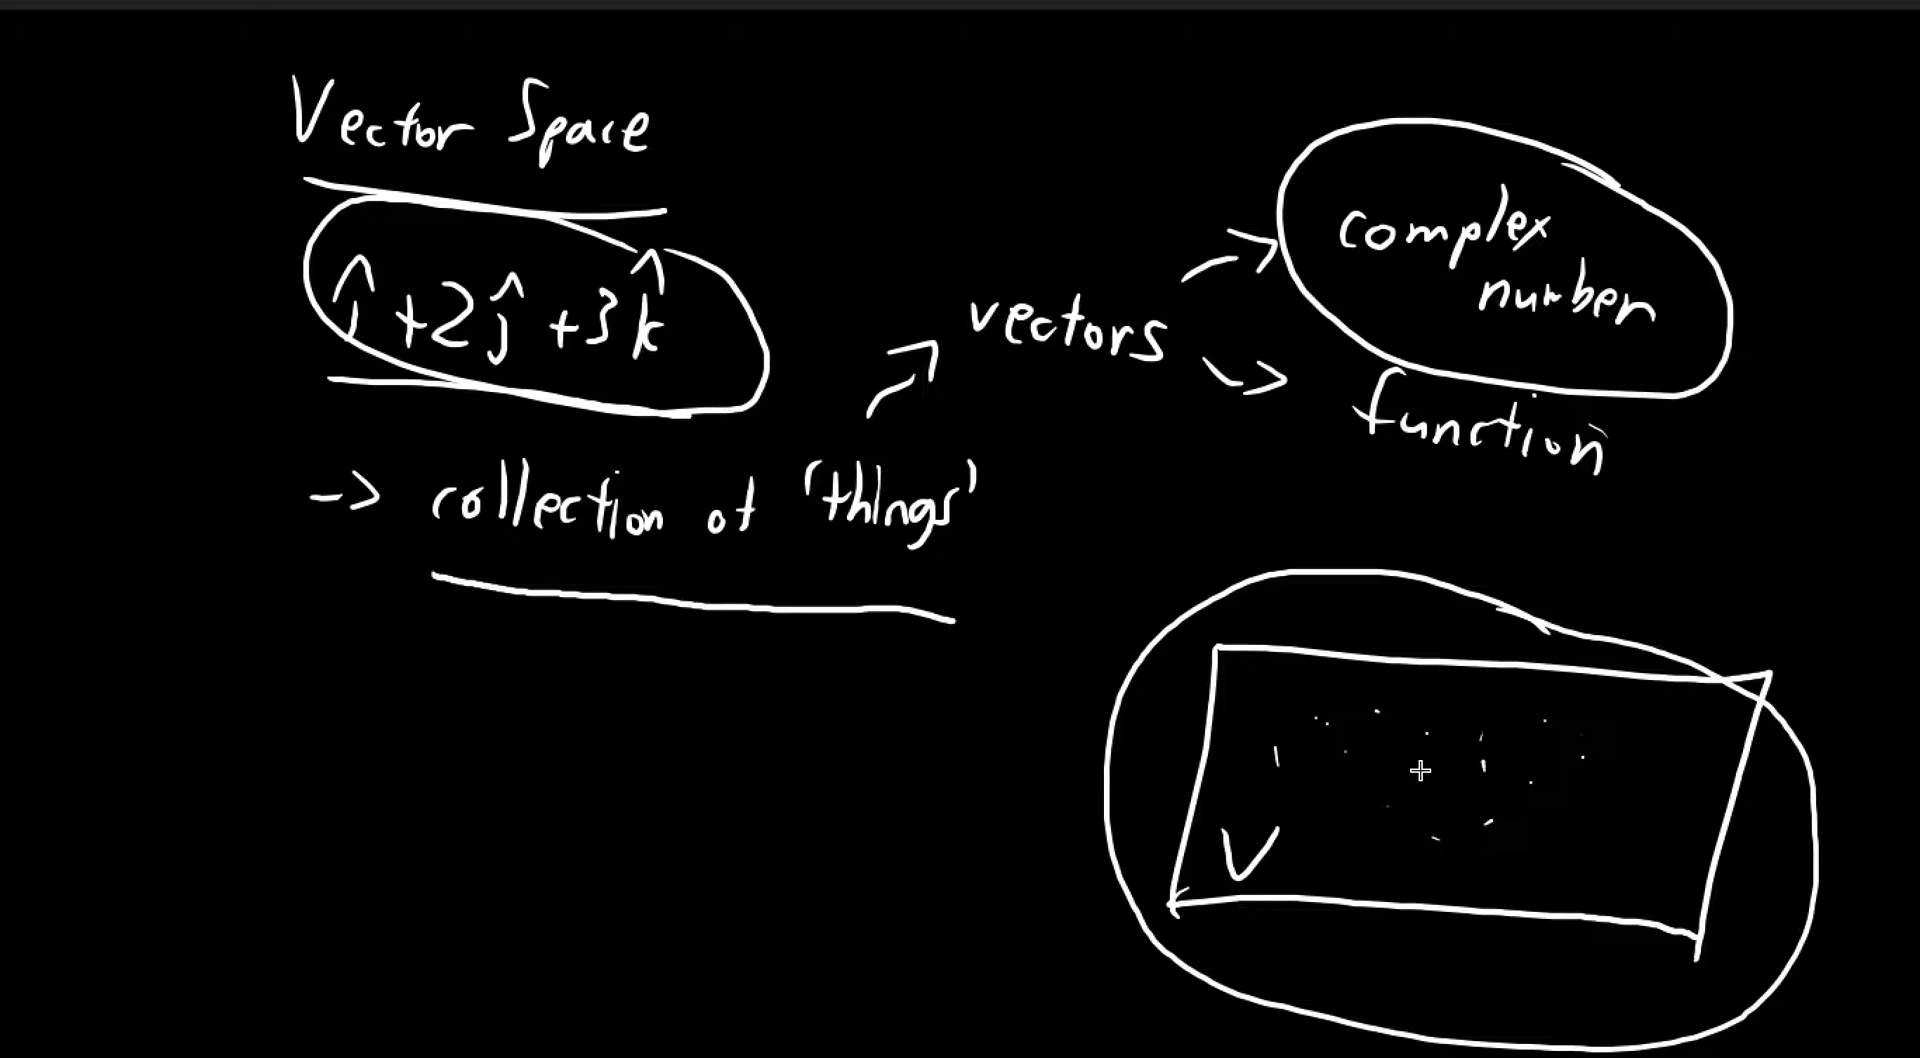 Vector Space
î + 2ĵ + 3k̂
vectors
complex
number
function
-> collection of 'things'
V